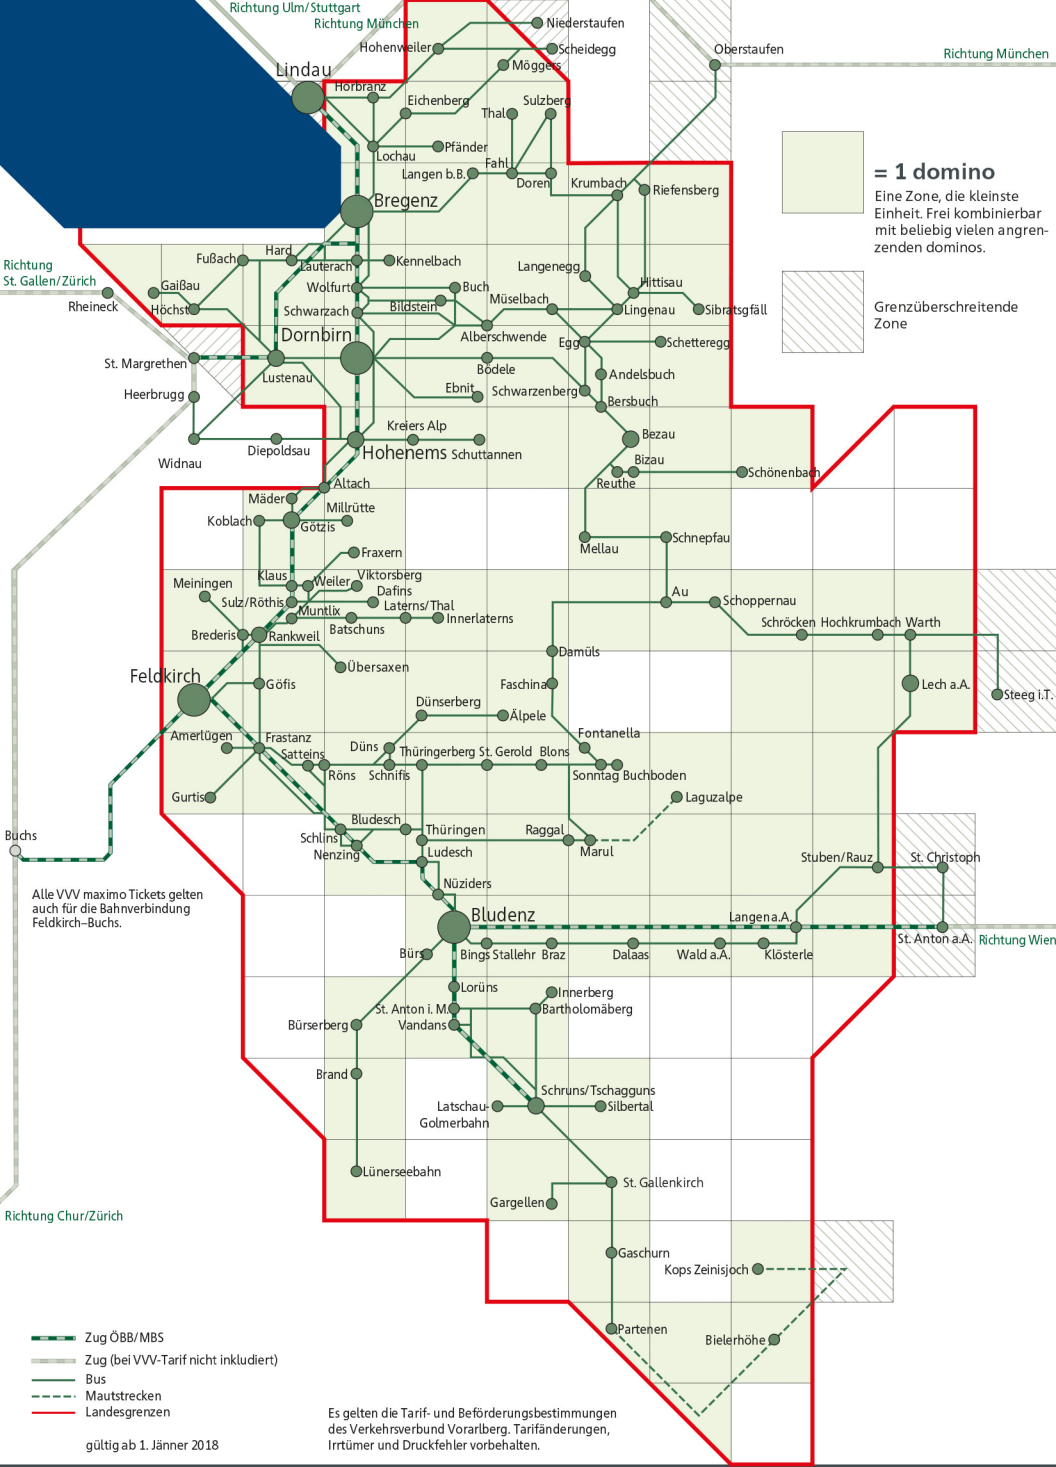 Richtung Ulm/Stuttgart
Richtung München
Niederstaufen
Hohenweiler
Scheidegg
Oberstaufen
Richtung München
Möggers
Lindau
Hörbranz
Eichenberg
Thal
Sulzberg
Lochau
Pfänder
Fahl
Langen b.B.
Doren
Krumbach
Riefensberg
= 1 domino
Eine Zone, die kleinste
Einheit. Frei kombinierbar
mit beliebig vielen angren-
zenden dominos.
Bregenz
Hard
Fußach
Lauterach
Kennelbach
Langenegg
Richtung
St. Gallen/Zürich
Gaißau
Wolfurt
Buch
Hittisau
Rheineck
Höchst
Bildstein
Müselbach
Schwarzach
Lingenau
Sibratsgfäll
Grenzüberschreitende
Zone
Dornbirn
Alberschwende
Egg
Schetteregg
St. Margrethen
Lustenau
Bödele
Andelsbuch
Heerbrugg
Ebnit
Schwarzenberg
Bersbuch
Kreiers Alp
Bezau
Diepoldsau
Hohenems
Schuttannen
Widnau
Bizau
Reuthe
Schönenbach
Altach
Mäder
Millrütte
Koblach
Götzis
Mellau
Schnepfau
Fraxern
Klaus
Weiler
Viktorsberg
Meiningen
Dafins
Sulz/Röthis
Muntlix
Laterns/Thal
Innerlaterns
Batschuns
Au
Schoppernau
Brederis
Rankweil
Schröcken
Hochkrumbach
Warth
Übersaxen
Damüls
Feldkirch
Göfis
Faschina
Lech a.A.
Steeg i.T.
Dünserberg
Älpele
Amerlügen
Frastanz
Fontanella
Satteins
Düns
Thüringerberg
St. Gerold
Blons
Röns
Schnifis
Sonntag
Buchboden
Gurtis
Laguzalpe
Bludesch
Buchs
Schlins
Thüringen
Raggal
Marul
Nenzing
Ludesch
Stuben/Rauz
St. Christoph
Nüziders
Alle VVV maximo Tickets gelten
auch für die Bahnverbindung
Feldkirch–Buchs.
Bludenz
Langen a.A.
St. Anton a.A.
Richtung Wien
Bürs
Bings
Stallehr
Braz
Dalaas
Wald a.A.
Klösterle
Lorüns
Innerberg
St. Anton i. M.
Bartholomäberg
Bürserberg
Vandans
Brand
Schruns/Tschagguns
Latschau-
Golmerbahn
Silbertal
Lünerseebahn
St. Gallenkirch
Gargellen
Richtung Chur/Zürich
Gaschurn
Kops Zeinisjoch
Partenen
Bielerhöhe
Zug ÖBB/MBS
Zug (bei VVV-Tarif nicht inkludiert)
Bus
Mautstrecken
Landesgrenzen
gültig ab 1. Jänner 2018
Es gelten die Tarif- und Beförderungsbestimmungen
des Verkehrsverbund Vorarlberg. Tarifänderungen,
Irrtümer und Druckfehler vorbehalten.